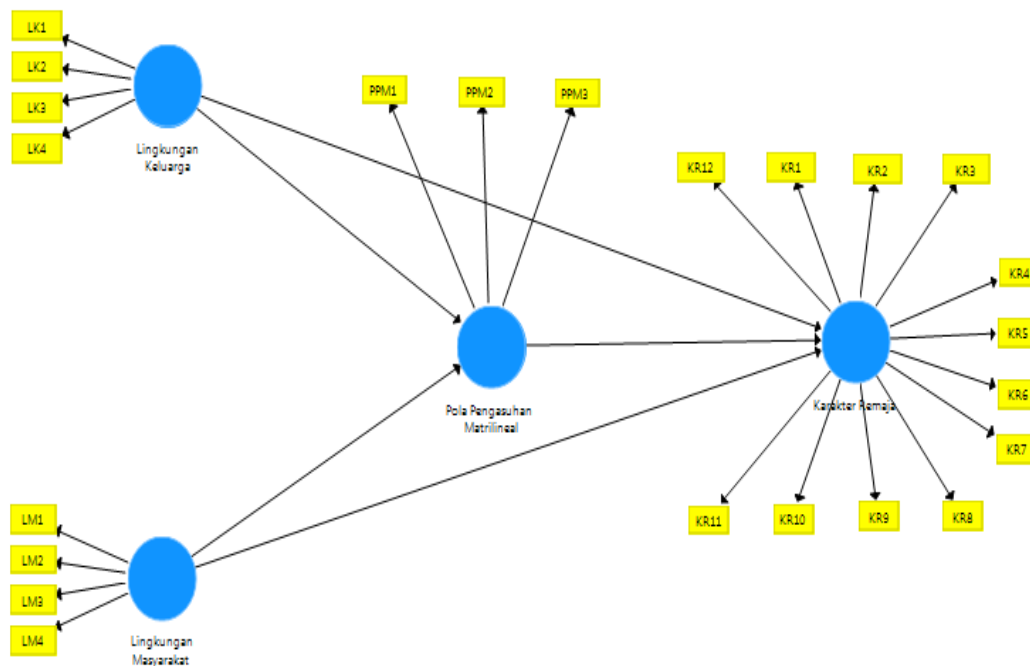 LK1
LK2
LK3
LK4
Lingkungan
Keluarga
PPM1
PPM2
PPM3
KR12
KR1
KR2
KR3
KR4
KR5
KR6
KR7
Pola Pengasuhan
Matrilineal
Karakter Remaja
KR11
KR10
KR9
KR8
LM1
LM2
LM3
LM4
Lingkungan
Masyarakat